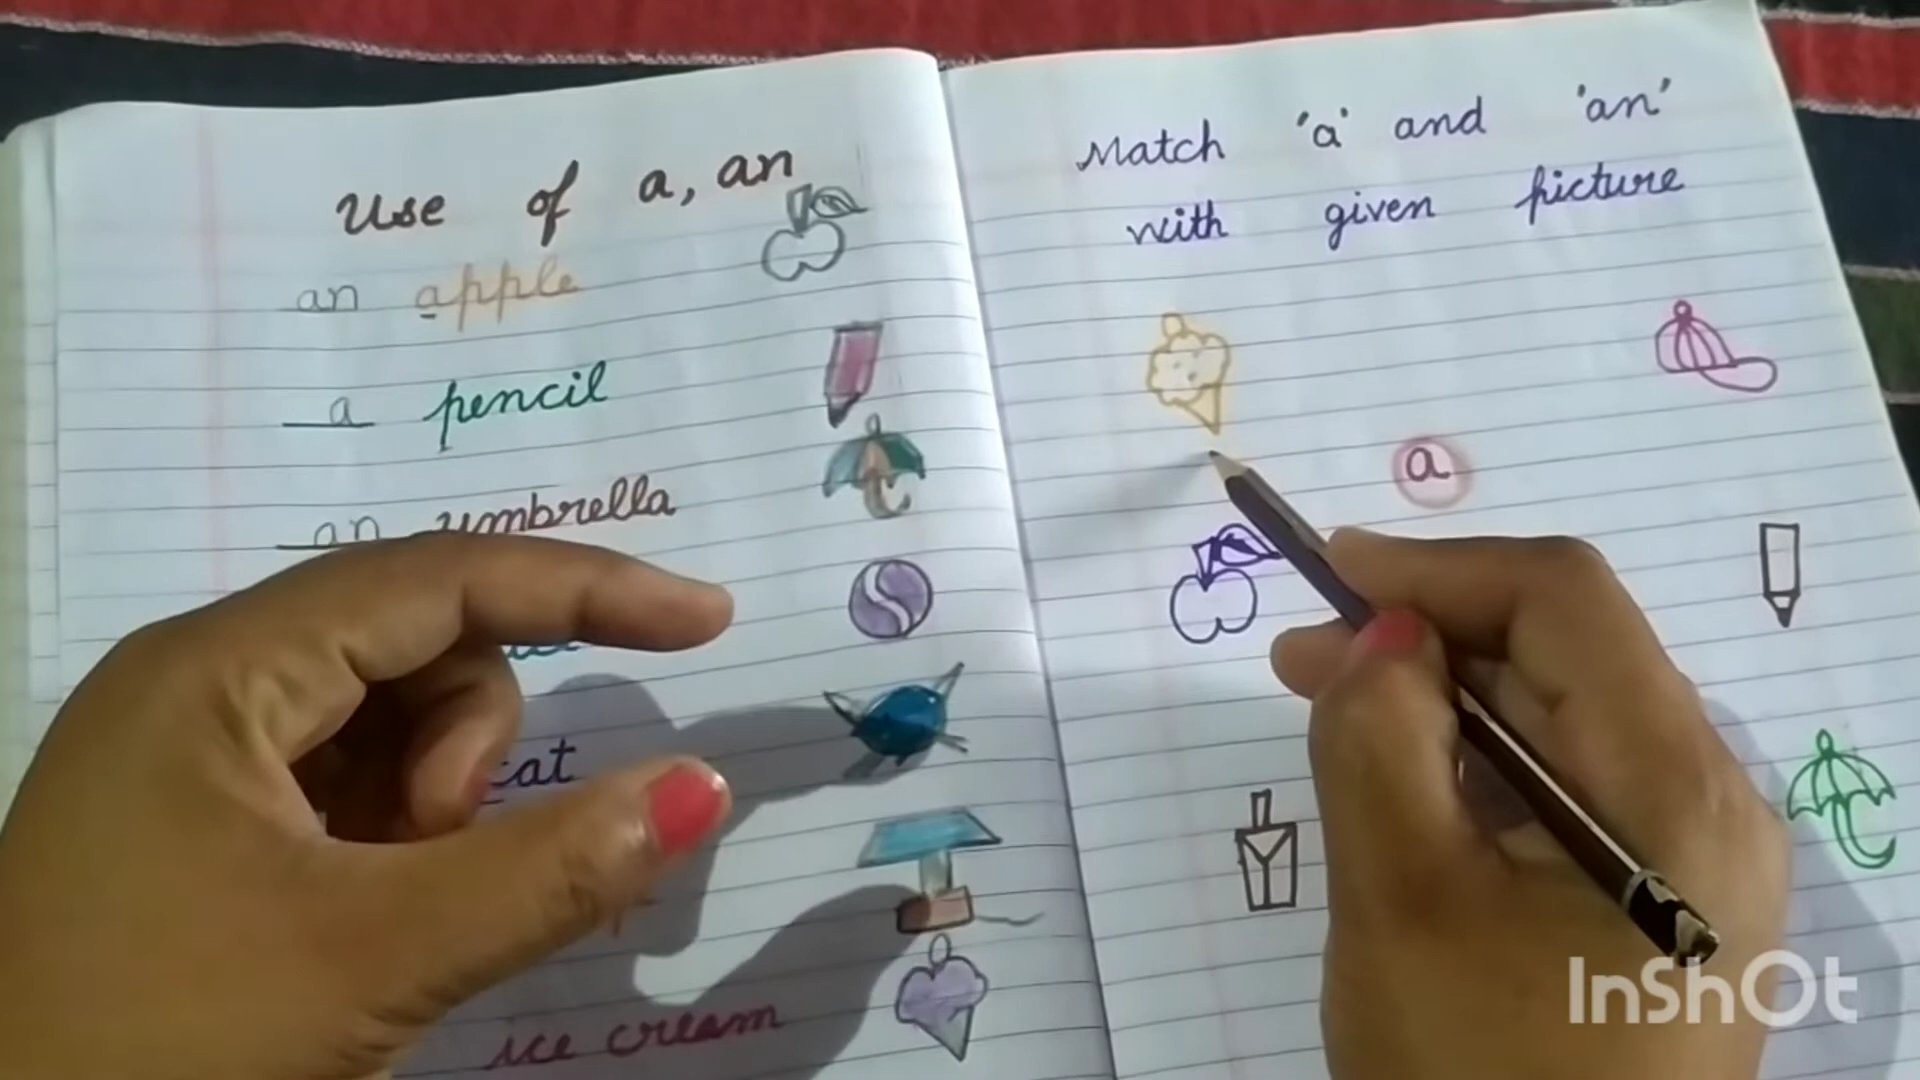 Use of a, an
an apple
a pencil
an umbrella
cat
ice cream
Match 'a' and 'an'
with given picture
a
InShOt